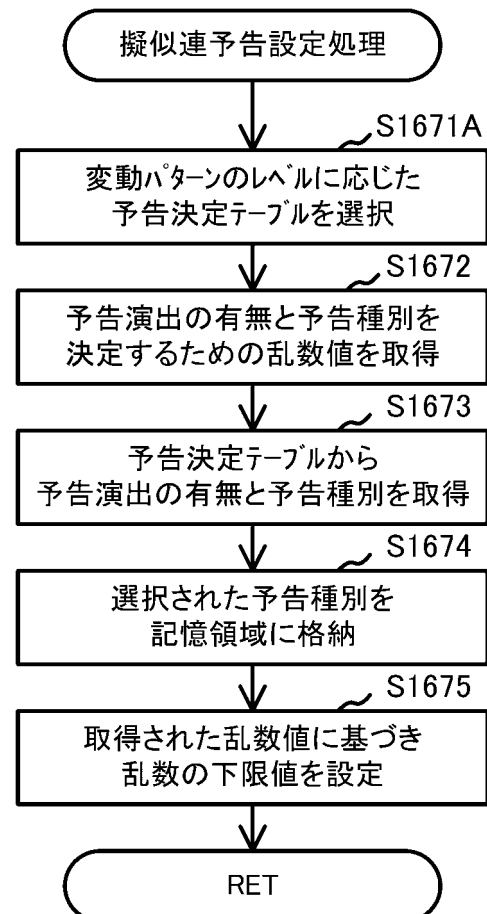 擬似連予告設定処理
S1671A
変動パターンのレベルに応じた
予告決定テーブルを選択
S1672
予告演出の有無と予告種別を
決定するための乱数値を取得
S1673
予告決定テーブルから
予告演出の有無と予告種別を取得
S1674
選択された予告種別を
記憶領域に格納
S1675
取得された乱数値に基づき
乱数の下限値を設定
RET